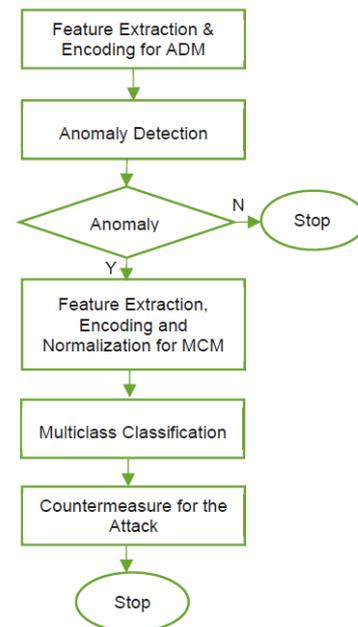 Feature Extraction &
Encoding for ADM
Anomaly Detection
Anomaly
N
Stop
Y
Feature Extraction,
Encoding and
Normalization for MCM
Multiclass Classification
Countermeasure for the
Attack
Stop